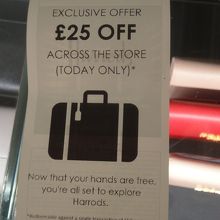 EXCLUSIVE OFFER
£25 OFF
ACROSS THE STORE
(TODAY ONLY)*
Now that your hands are free,
you're all set to explore
Harrods.